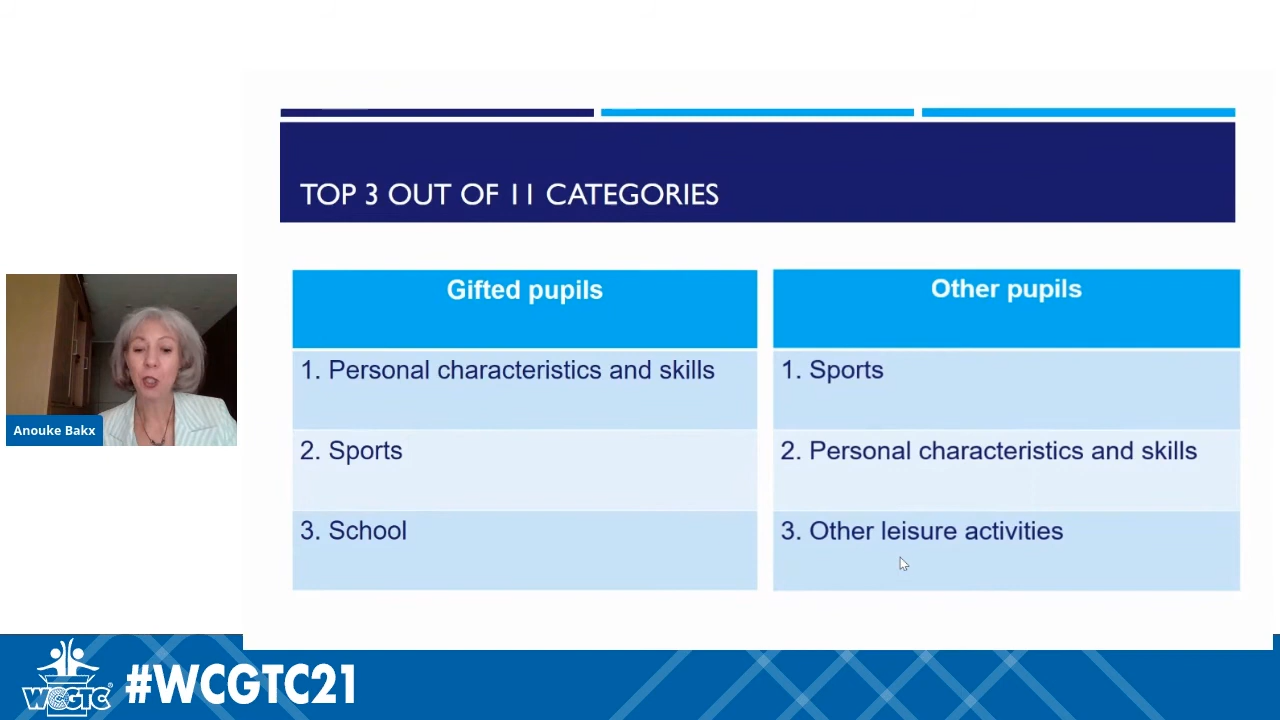 TOP 3 OUT OF 11 CATEGORIES
Gifted pupils
1. Personal characteristics and skills
2. Sports
3. School
Other pupils
1. Sports
2. Personal characteristics and skills
3. Other leisure activities
Anouke Bakx
WCGTC
#WCGTC21